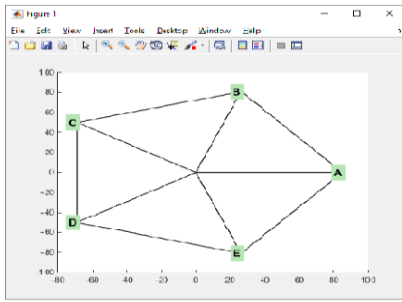 Figure 1
File Edit View Insert Tools Desktop Window Help
100
80
60
40
20
0
-20
-40
-60
-80
-100
-80 -60 -40 -20 0 20 40 60 80 100
B
C
A
D
E